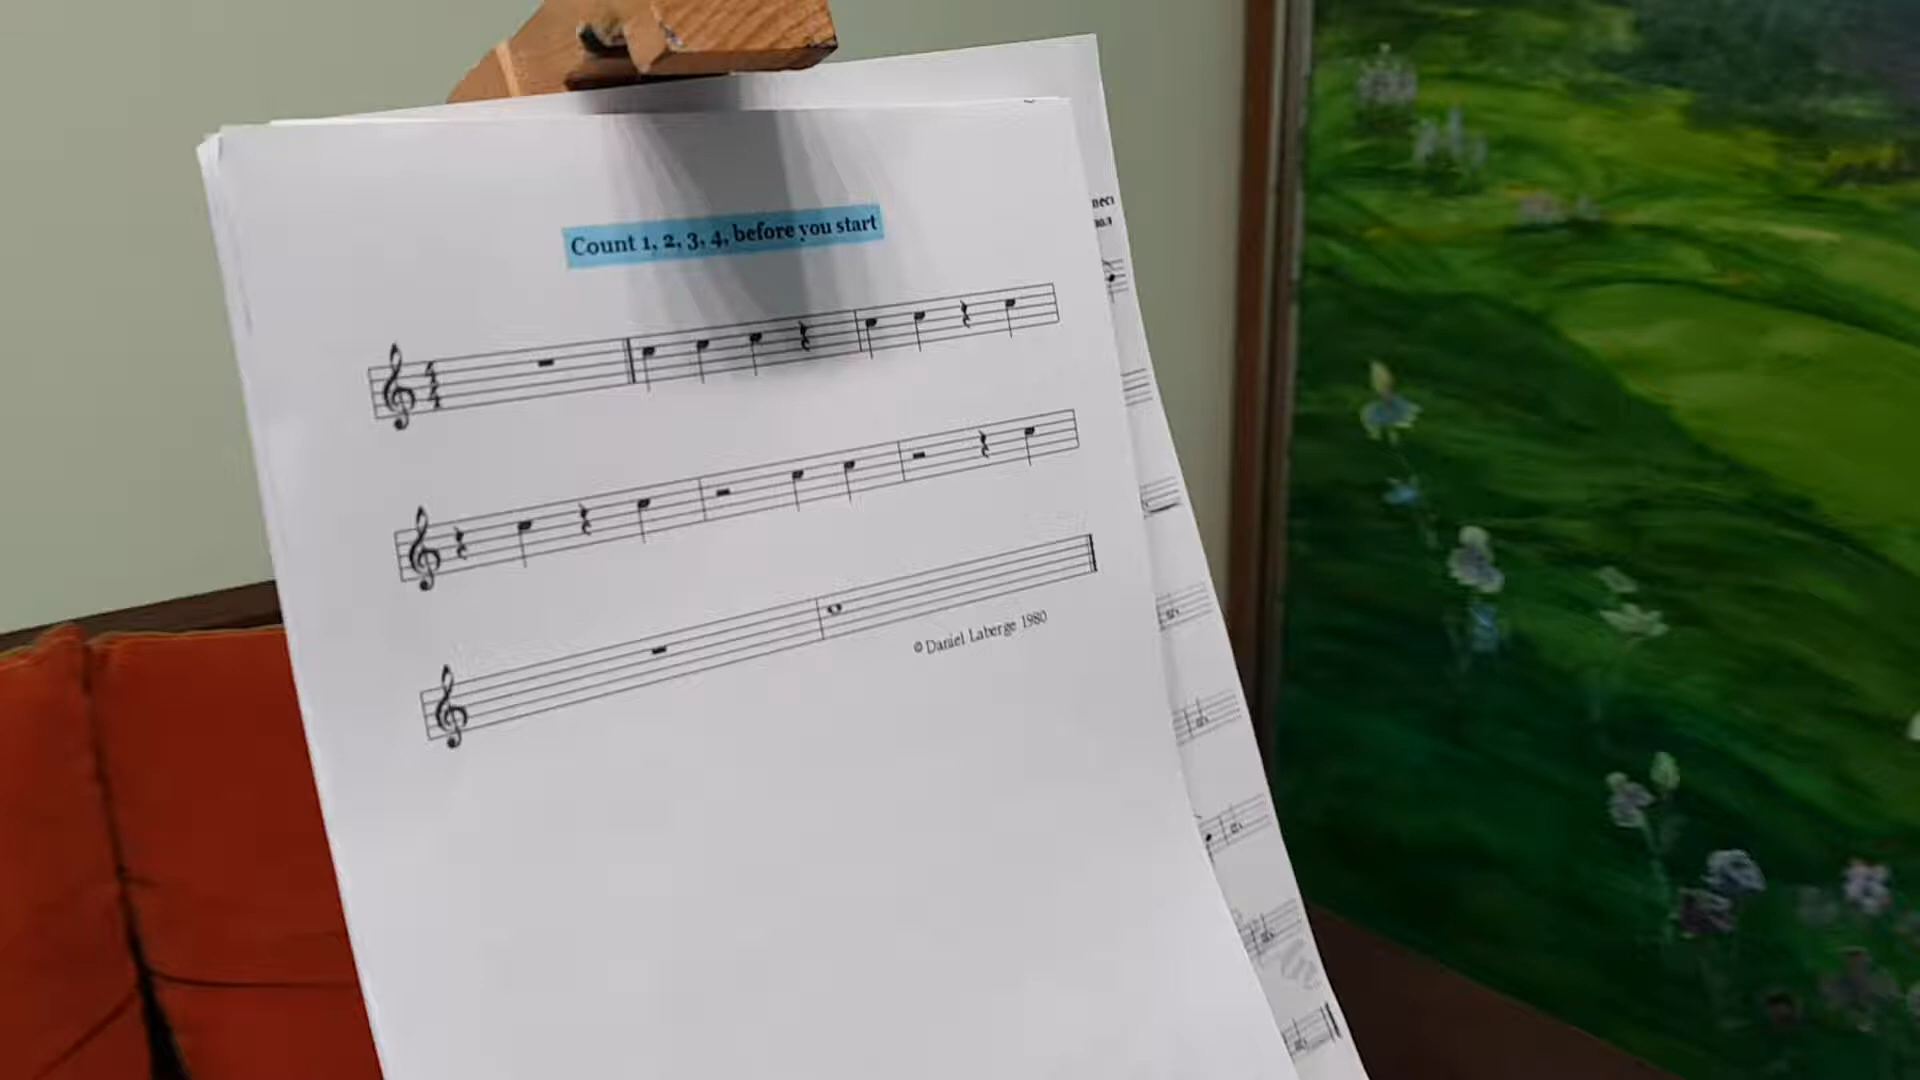 Count 1, 2, 3, 4, before you start
© Daniel Laberge 1980